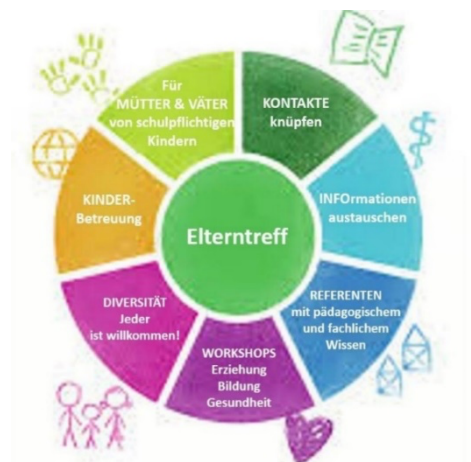 Für
MÜTTER & VÄTER
von schulpflichtigen
Kindern
KONTAKTE
knüpfen
INFOrmationen
austauschen
REFERENTEN
mit pädagogischem
und fachlichem
Wissen
WORKSHOPS
Erziehung
Bildung
Gesundheit
DIVERSITÄT
Jeder
ist willkommen!
KINDER-
Betreuung
Elterntreff